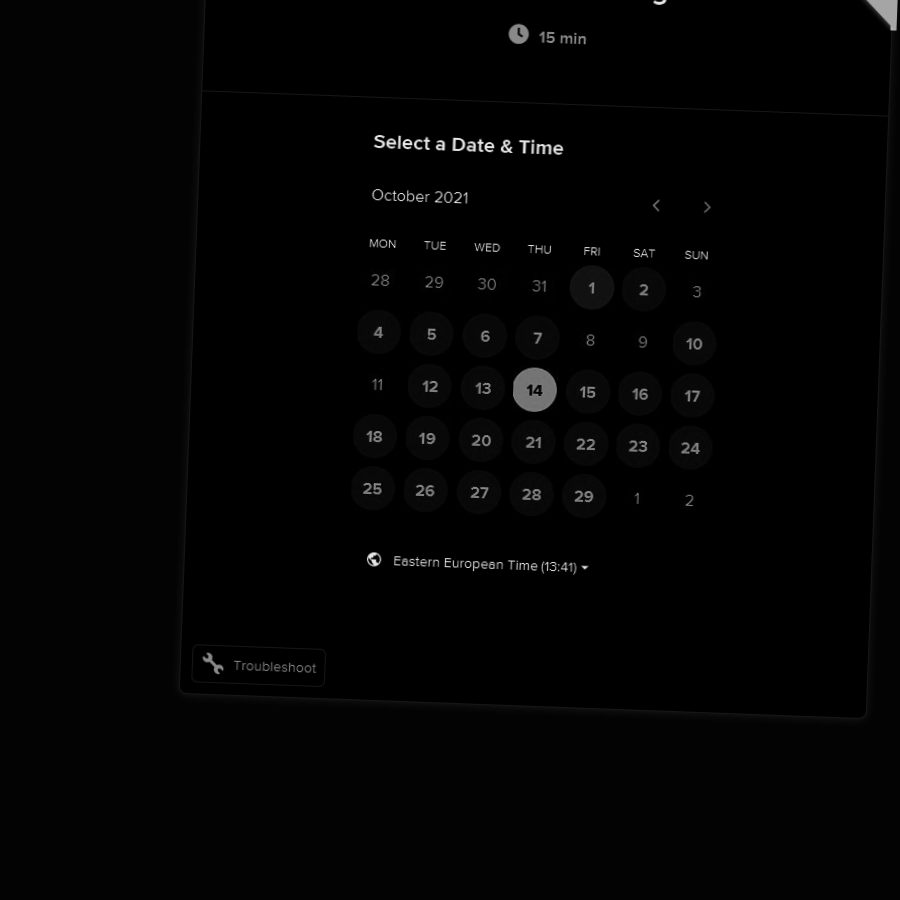 15 min
Select a Date & Time
October 2021
MON TUE WED THU FRI SAT SUN
28 29 30 31 1 2 3
4 5 6 7 8 9 10
11 12 13 14 15 16 17
18 19 20 21 22 23 24
25 26 27 28 29 1 2
Eastern European Time (13:41)
Troubleshoot